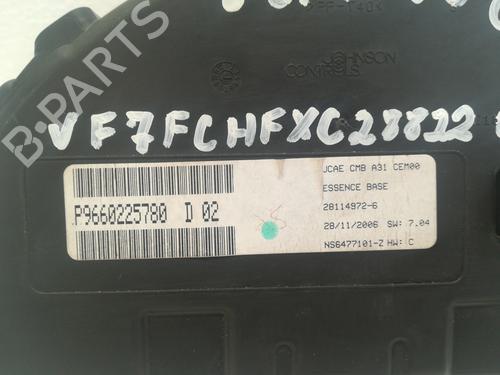 JOHNSON
CONTROLS
VF7FCHFXC28822
P9660225780 D 02
JCAE CMB A31 CEM00
ESSENCE BASE
28114972-6
28/11/2006 SW: 7.04
NS6477101-Z HW: C
B-PARTS